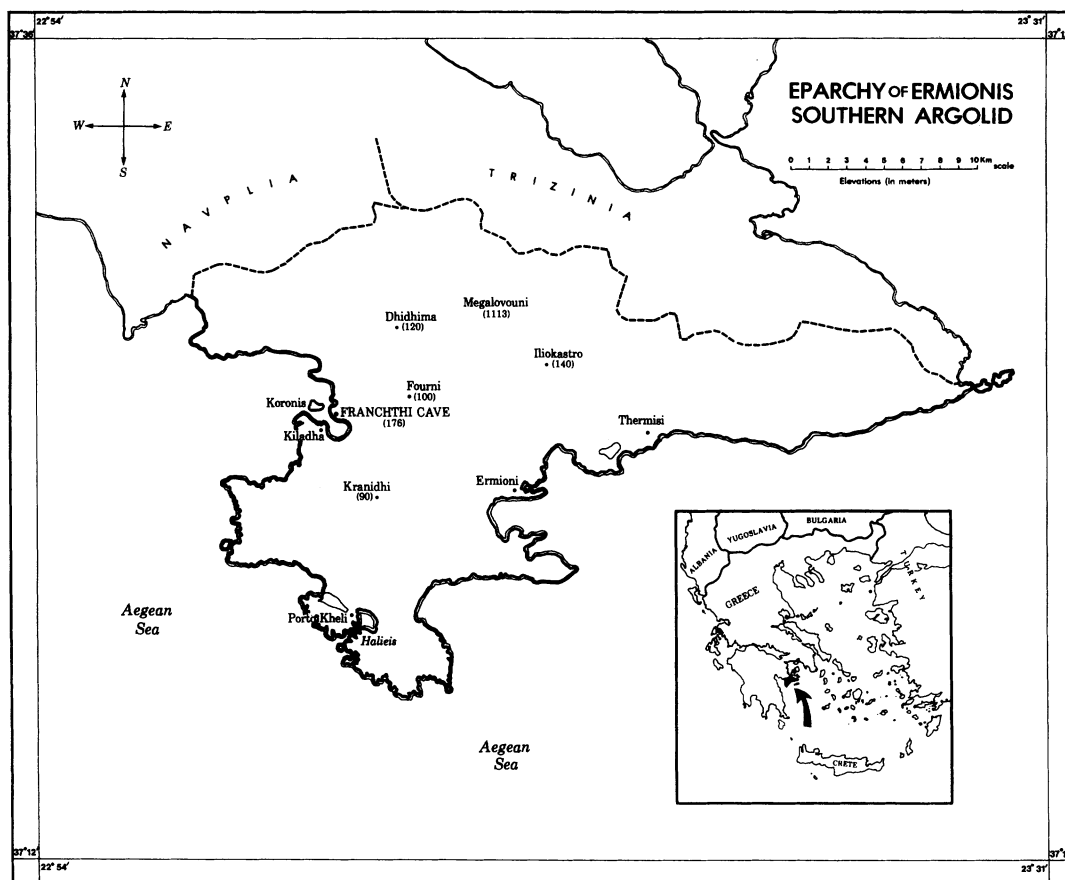 22°54′
23°31′
37°36′
37°1
N
W E
S
EPARCHY OF ERMIONIS
SOUTHERN ARGOLID
0 1 2 3 4 5 6 7 8 9 10 Km scale
Elevations (in meters)
NAVPLIA
TRIZINIA
Megalovouni
(1113)
Dhidhima
(120)
Iliokastro
(140)
Fourni
(100)
Koronis
FRANCHTHI CAVE
(176)
Kiladha
Thermisi
Kranidhi
(90)
Ermioni
Aegean
Sea
Porto Kheli
Halieis
Aegean
Sea
ALBANIA
YUGOSLAVIA
BULGARIA
GREECE
TURKEY
CRETE
37°12′
37°1
22°54′
23°31′